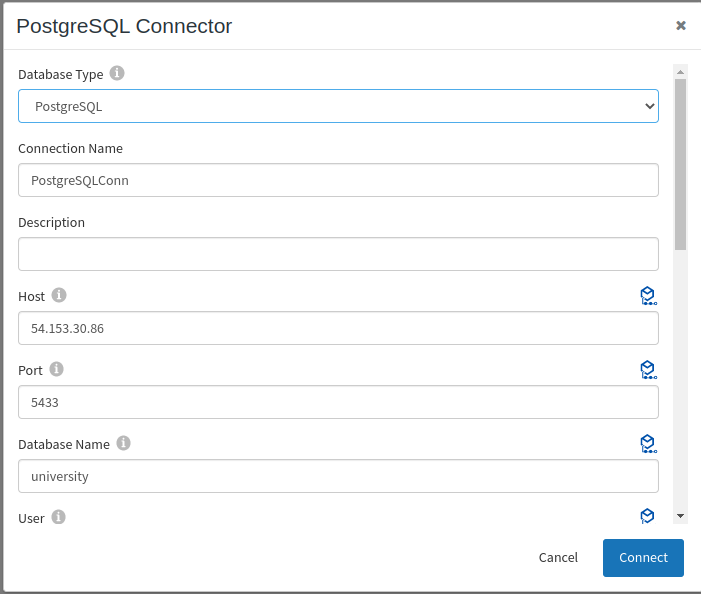 PostgreSQL Connector
Database Type
PostgreSQL
Connection Name
PostgreSQLConn
Description
Host
54.153.30.86
Port
5433
Database Name
university
User
Cancel
Connect